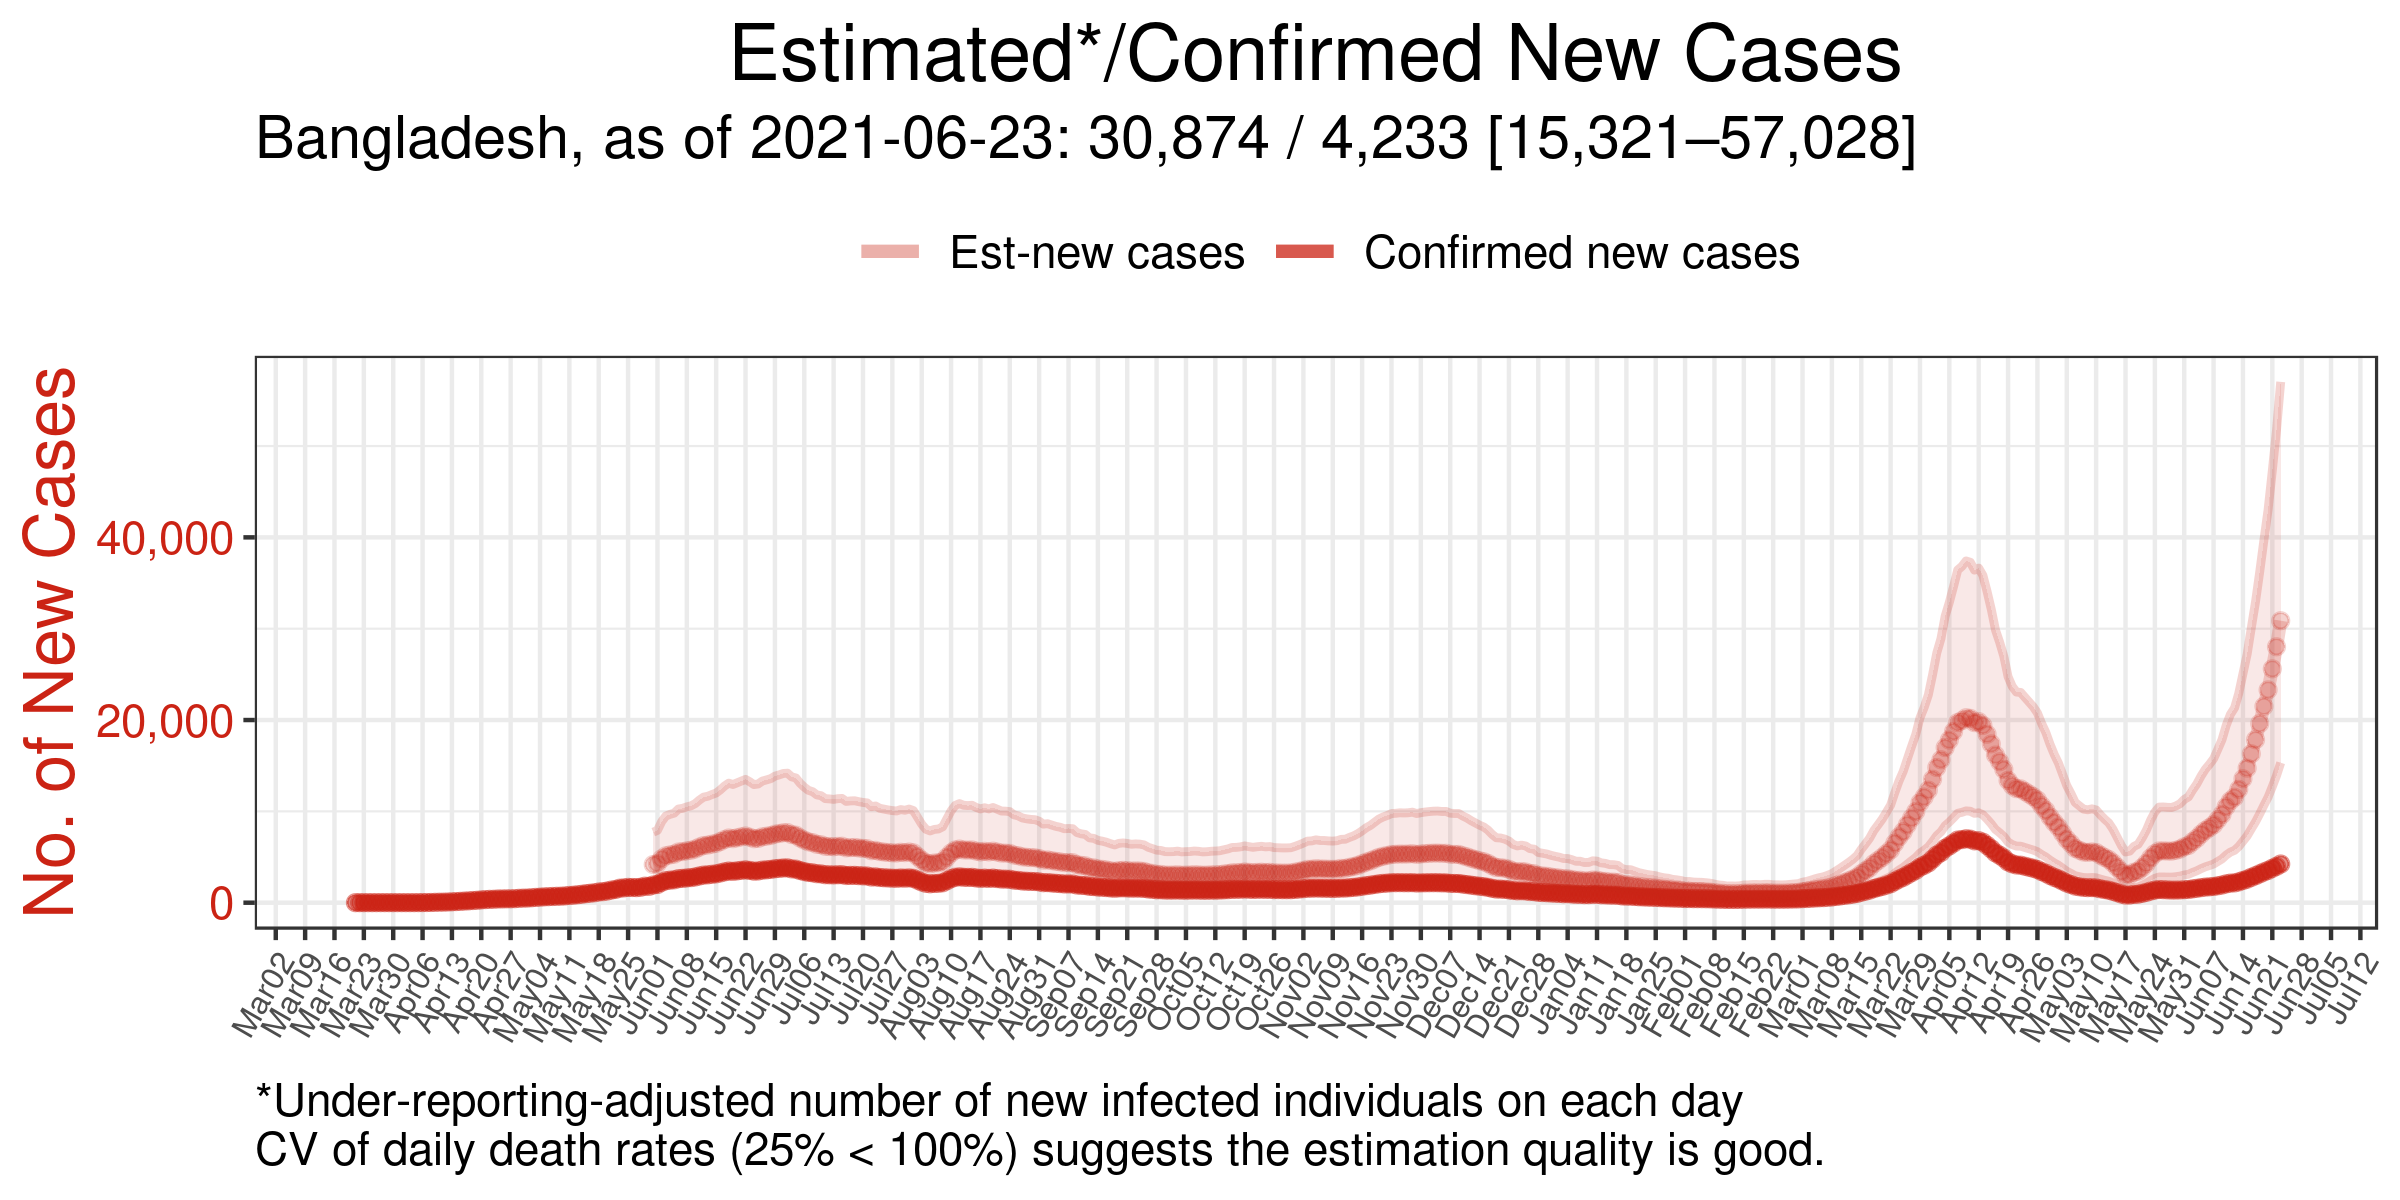 Estimated*/Confirmed New Cases
Bangladesh, as of 2021-06-23: 30,874 / 4,233 [15,321–57,028]
Est-new cases
Confirmed new cases
No. of New Cases
40,000
20,000
0
Mar02
Mar09
Mar16
Mar23
Mar30
Apr06
Apr13
Apr20
Apr27
May04
May11
May18
May25
Jun01
Jun08
Jun15
Jun22
Jun29
Jul06
Jul13
Jul20
Jul27
Aug03
Aug10
Aug17
Aug24
Aug31
Sep07
Sep14
Sep21
Sep28
Oct05
Oct12
Oct19
Oct26
Nov02
Nov09
Nov16
Nov23
Nov30
Dec07
Dec14
Dec21
Dec28
Jan04
Jan11
Jan18
Jan25
Feb01
Feb08
Feb15
Feb22
Mar01
Mar08
Mar15
Mar22
Mar29
Apr05
Apr12
Apr19
Apr26
May03
May10
May17
May24
May31
Jun07
Jun14
Jun21
Jun28
Jul05
Jul12
*Under-reporting-adjusted number of new infected individuals on each day
CV of daily death rates (25% < 100%) suggests the estimation quality is good.